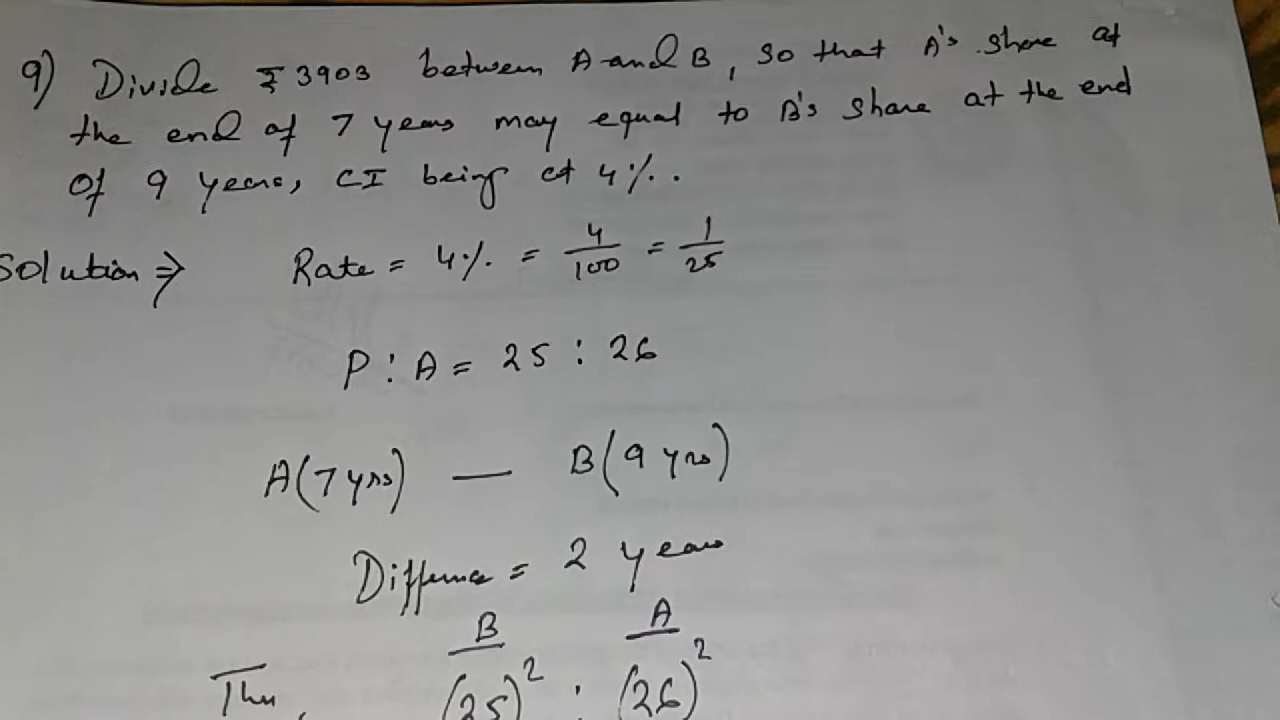 9) Divide ₹ 3903 between A and B, so that A's share at
the end of 7 years may equal to B's share at the end
of 9 years, CI being at 4%.
Solution ⇒ Rate = 4% = 4/100 = 1/25
P : A = 25 : 26
A(7 yrs) — B(9 yrs)
Difference = 2 years
B A
Thus, (25)² : (26)²